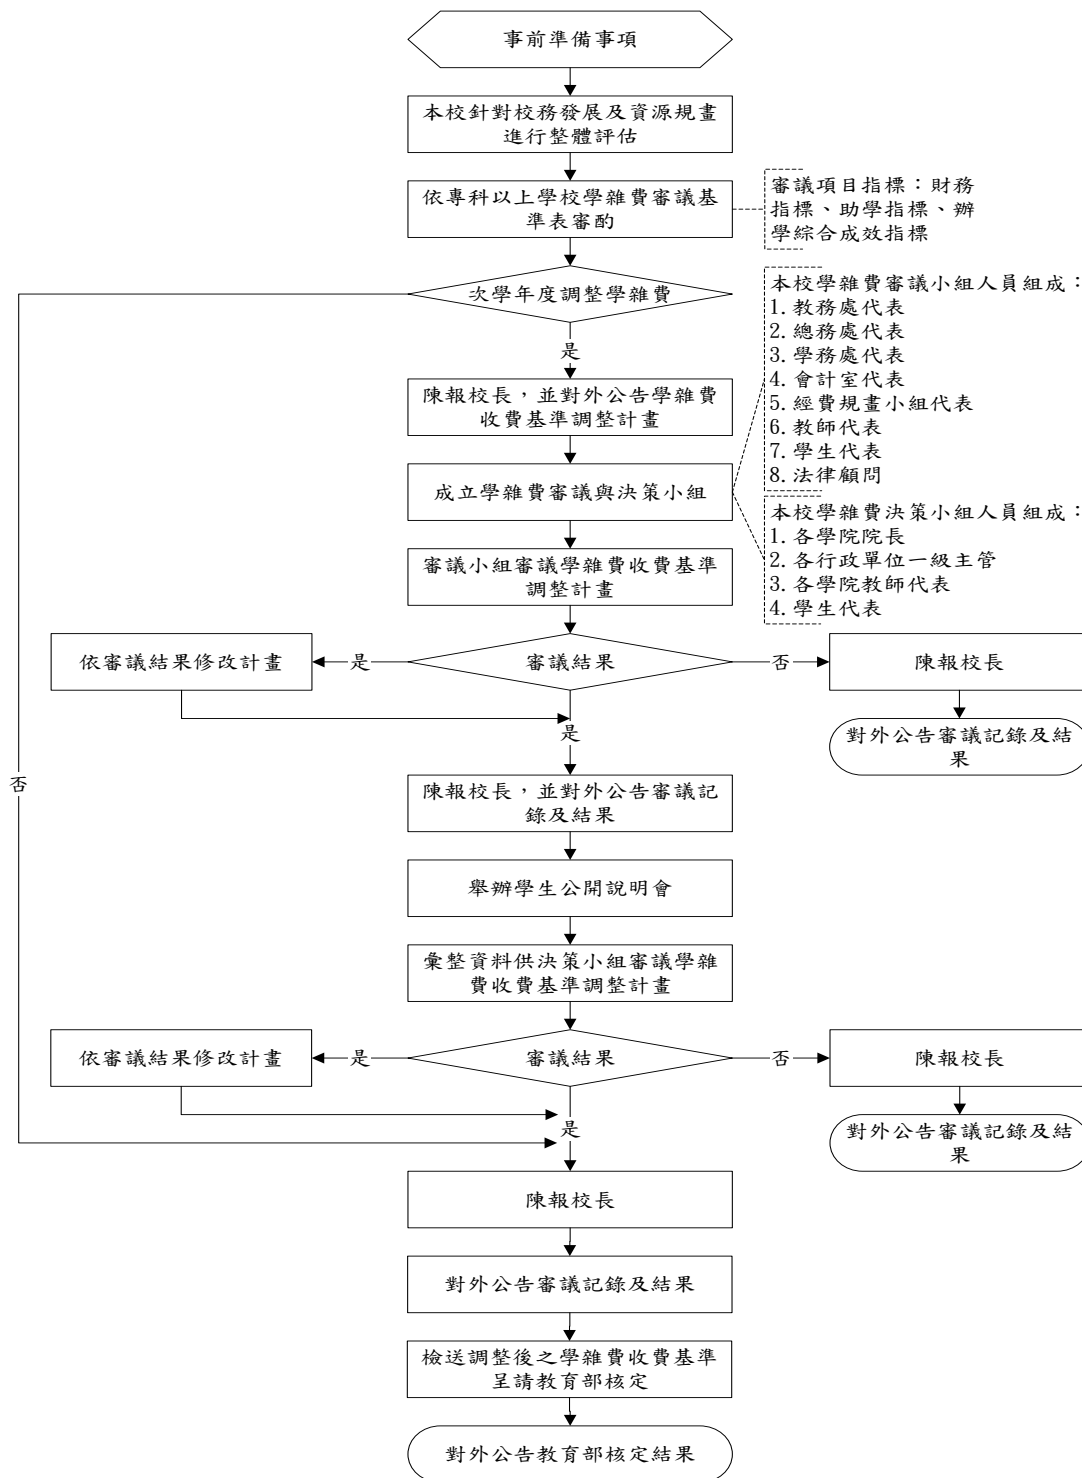 事前準備事項
本校針對校務發展及資源規畫
進行整體評估
依專科以上學校學雜費審議基
準表審酌
審議項目指標：財務
指標、助學指標、辦
學綜合成效指標
次學年度調整學雜費
是
陳報校長，並對外公告學雜費
收費基準調整計畫
成立學雜費審議與決策小組
本校學雜費審議小組人員組成：
1.教務處代表
2.總務處代表
3.學務處代表
4.會計室代表
5.經費規畫小組代表
6.教師代表
7.學生代表
8.法律顧問
本校學雜費決策小組人員組成：
1.各學院院長
2.各行政單位一級主管
3.各學院教師代表
4.學生代表
審議小組審議學雜費收費基準
調整計畫
依審議結果修改計畫
是
審議結果
否
陳報校長
對外公告審議記錄及結
果
是
否
陳報校長，並對外公告審議記
錄及結果
舉辦學生公開說明會
彙整資料供決策小組審議學雜
費收費基準調整計畫
依審議結果修改計畫
是
審議結果
否
陳報校長
對外公告審議記錄及結
果
是
陳報校長
對外公告審議記錄及結果
檢送調整後之學雜費收費基準
呈請教育部核定
對外公告教育部核定結果